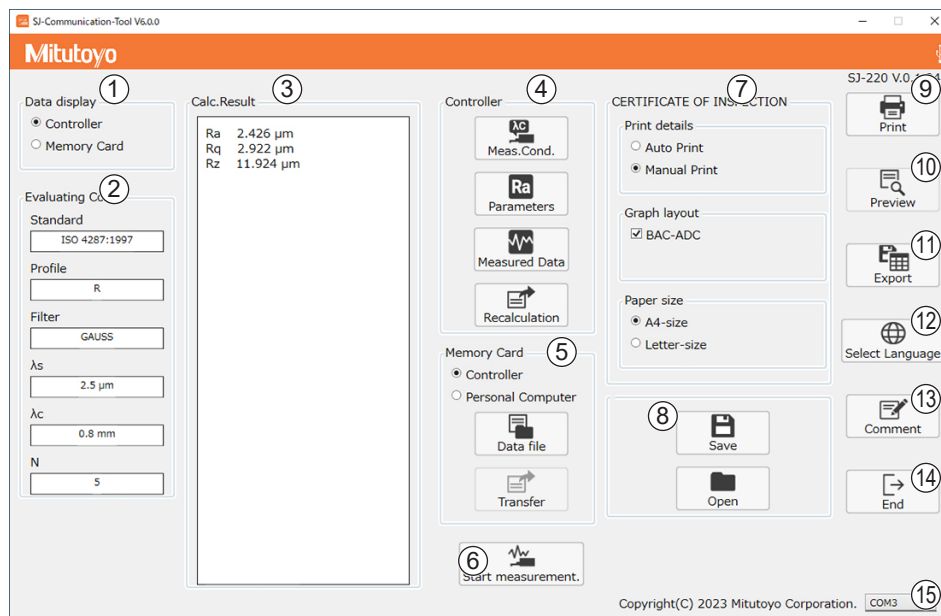 SJ-Communication-Tool V6.0.0
Mitutoyo
SJ-220 V.0.
1
Data display
Controller
Memory Card
2
Evaluating Co
Standard
ISO 4287:1997
Profile
R
Filter
GAUSS
λs
2.5 μm
λc
0.8 mm
N
5
3
Calc.Result
Ra 2.426 μm
Rq 2.922 μm
Rz 11.924 μm
4
Controller
λC
Meas.Cond.
Ra
Parameters
Measured Data
Recalculation
5
Memory Card
Controller
Personal Computer
Data file
Transfer
6
Start measurement.
7
CERTIFICATE OF INSPECTION
Print details
Auto Print
Manual Print
Graph layout
BAC-ADC
Paper size
A4-size
Letter-size
8
Save
Open
9
Print
10
Preview
11
Export
12
Select Language
13
Comment
14
End
15
Copyright(C) 2023 Mitutoyo Corporation.
COM3